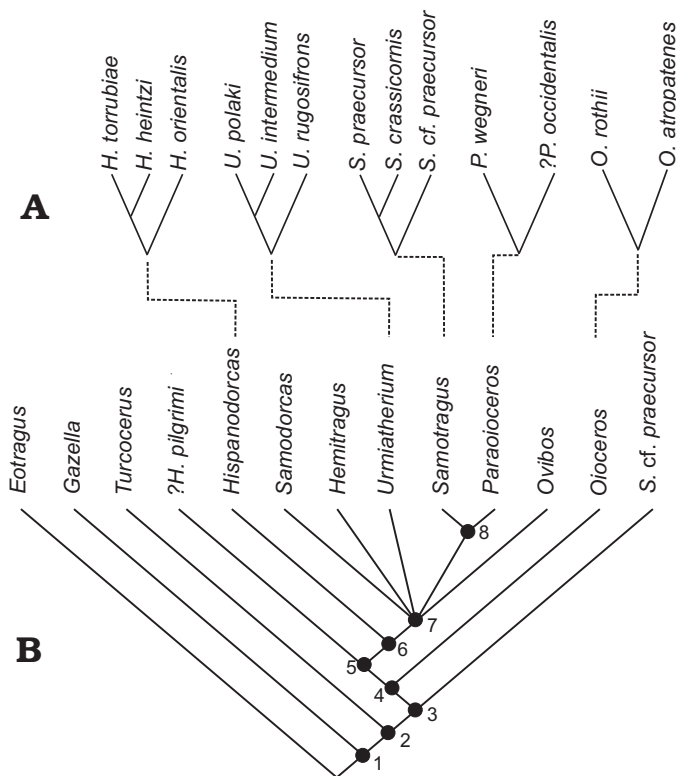 H. torrubiae
H. heintzi
H. orientalis
U. polaki
U. intermedium
U. rugosifrons
S. praecursor
S. crassicornis
S. cf. praecursor
P. wegneri
?P. occidentalis
O. rothii
O. atropatenes
A
Eotragus
Gazella
Turcocerus
?H. pilgrimi
Hispanodorcas
Samodorcas
Hemitragus
Urmiatherium
Samotragus
Paraoioceros
Ovibos
Oioceros
S. cf. praecursor
8
7
B
6
5
4
3
2
1